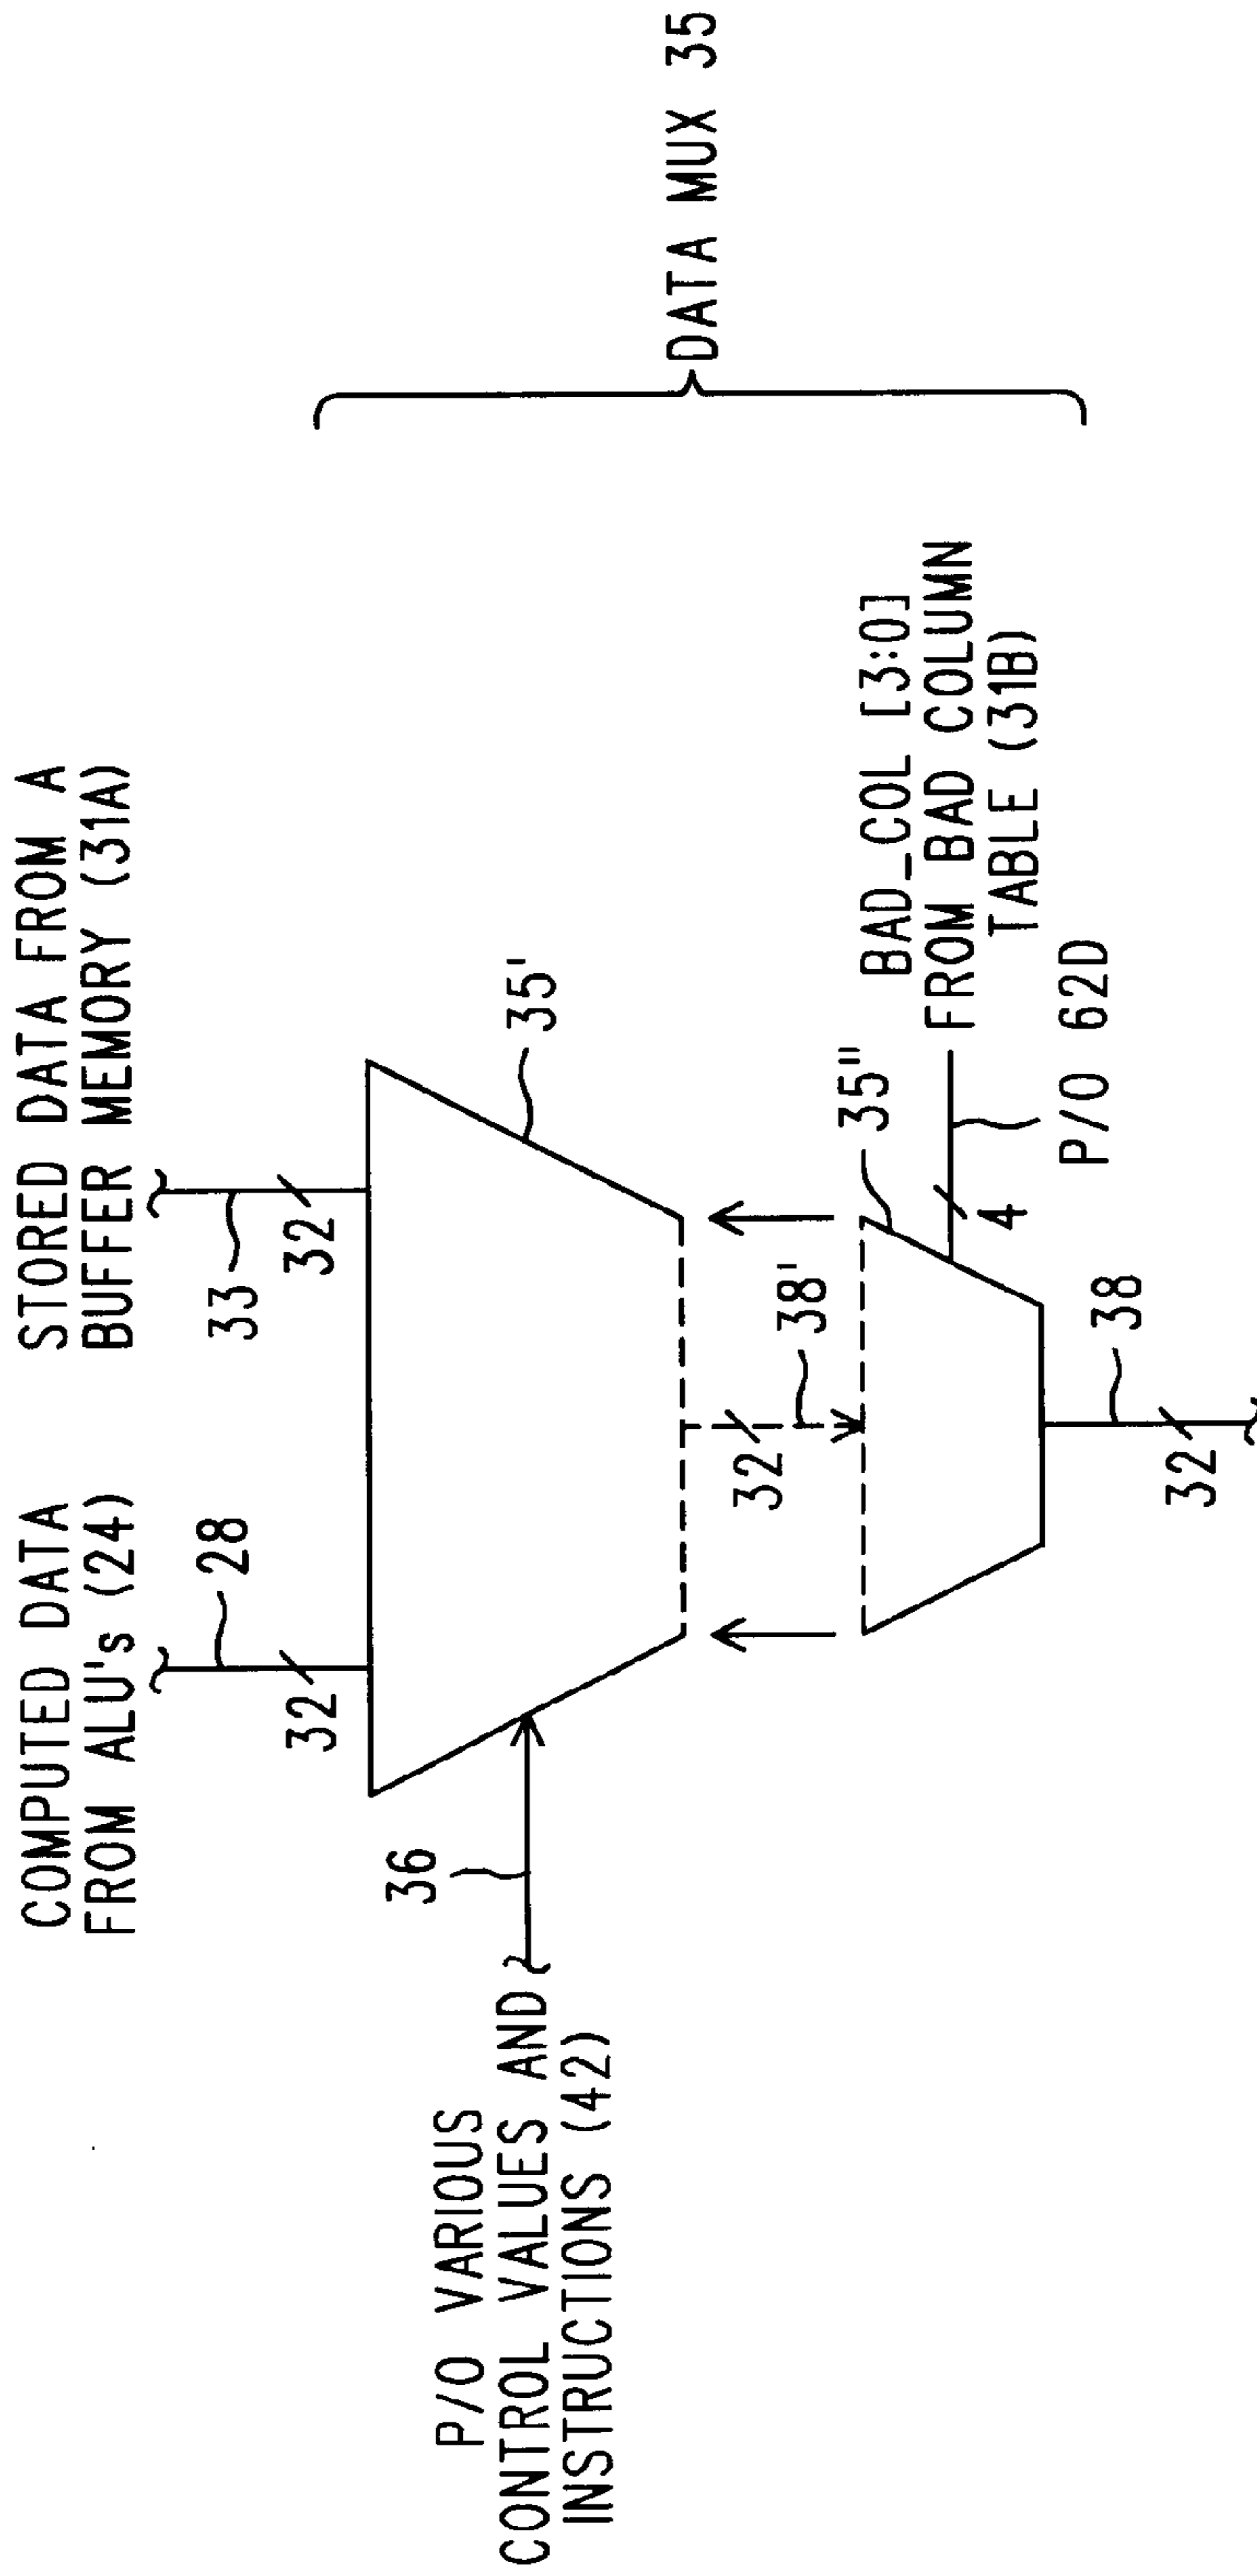 COMPUTED DATA
FROM ALU's (24)
STORED DATA FROM A
BUFFER MEMORY (31A)
28
33
32
32
P/O VARIOUS
CONTROL VALUES AND
INSTRUCTIONS (42)
36
35'
DATA MUX 35
32
38'
35"
BAD_COL [3:0]
FROM BAD COLUMN
TABLE (31B)
4
P/O 62D
32
38